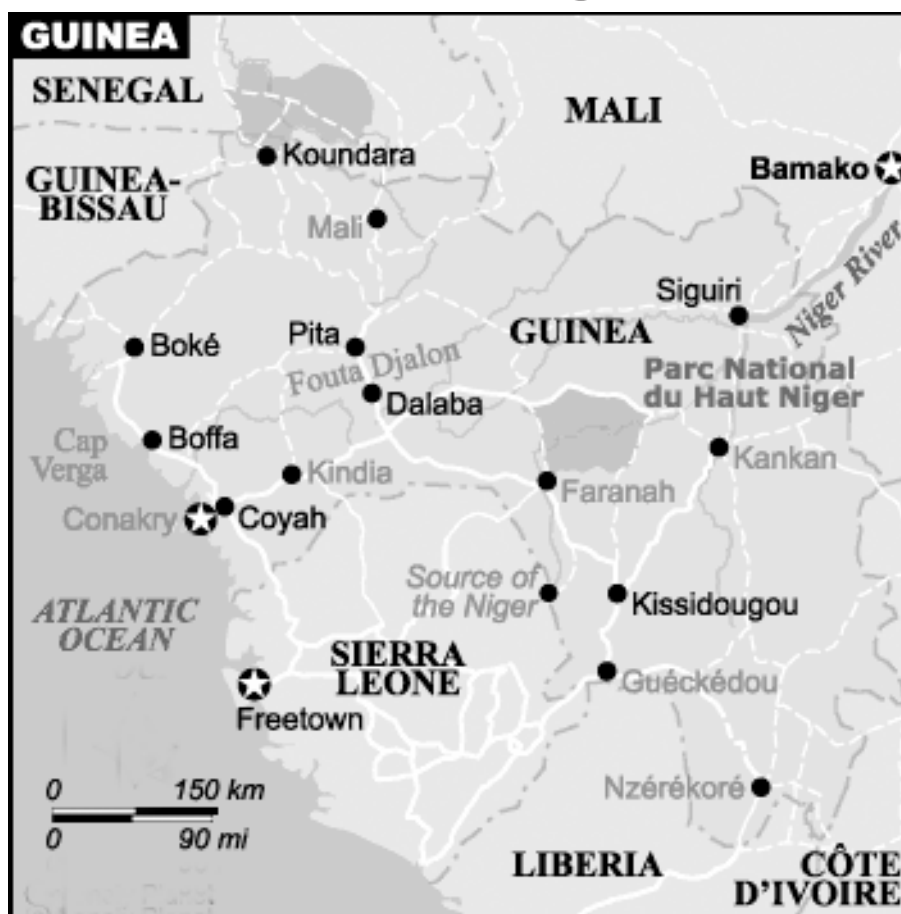 GUINEA
SENEGAL
MALI
Koundara
Bamako
GUINEA-
BISSAU
Mali
Niger River
Siguiri
Boké
Pita
GUINEA
Fouta Djalon
Parc National
du Haut Niger
Dalaba
Cap
Verga
Boffa
Kindia
Kankan
Faranah
Conakry
Coyah
Source of
the Niger
Kissidougou
ATLANTIC
OCEAN
SIERRA
LEONE
Guéckédou
Freetown
Nzérékoré
0 150 km
0 90 mi
LIBERIA
CÔTE
D'IVOIRE